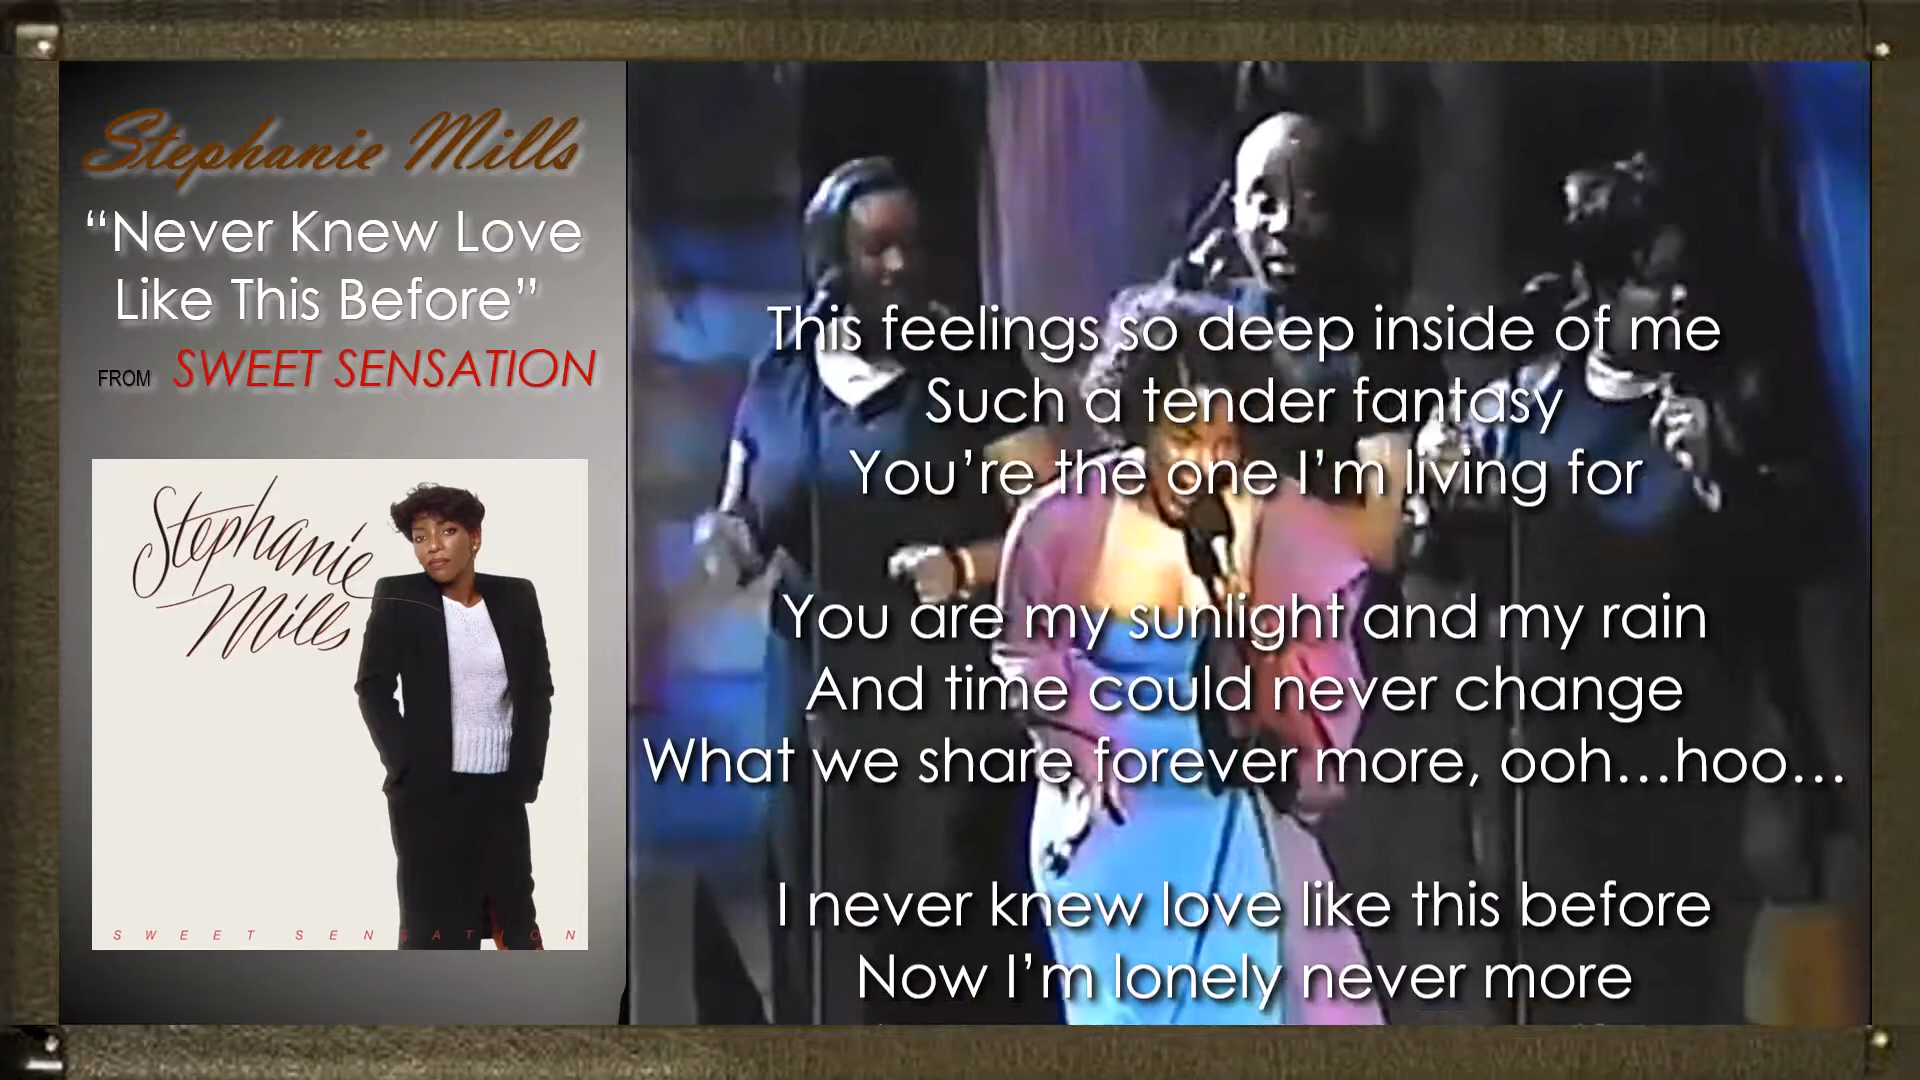 Stephanie Mills
“Never Knew Love
Like This Before”
FROM SWEET SENSATION
Stephanie
Mills
SWEET SENSATION
This feelings so deep inside of me
Such a tender fantasy
You’re the one I’m living for
You are my sunlight and my rain
And time could never change
What we share forever more, ooh…hoo…
I never knew love like this before
Now I’m lonely never more